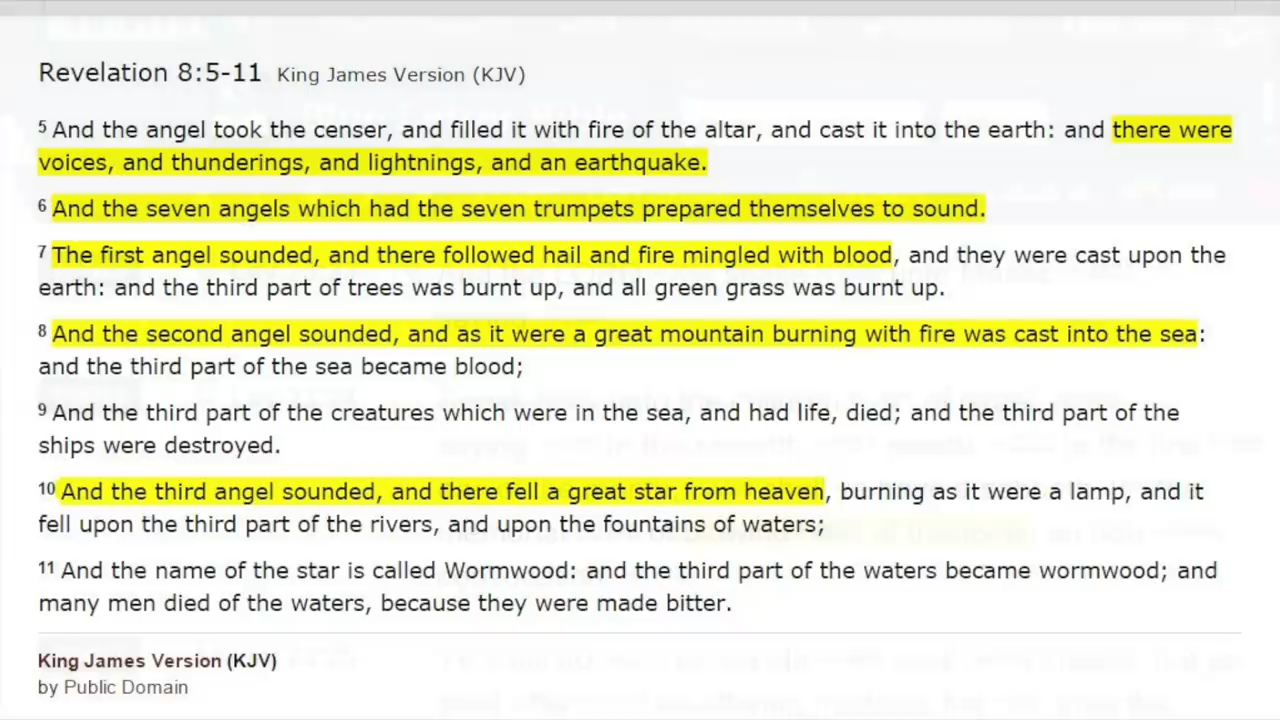 Revelation 8:5-11 King James Version (KJV)
5 And the angel took the censer, and filled it with fire of the altar, and cast it into the earth: and there were
voices, and thunderings, and lightnings, and an earthquake.
6 And the seven angels which had the seven trumpets prepared themselves to sound.
7 The first angel sounded, and there followed hail and fire mingled with blood, and they were cast upon the
earth: and the third part of trees was burnt up, and all green grass was burnt up.
8 And the second angel sounded, and as it were a great mountain burning with fire was cast into the sea:
and the third part of the sea became blood;
9 And the third part of the creatures which were in the sea, and had life, died; and the third part of the
ships were destroyed.
10 And the third angel sounded, and there fell a great star from heaven, burning as it were a lamp, and it
fell upon the third part of the rivers, and upon the fountains of waters;
11 And the name of the star is called Wormwood: and the third part of the waters became wormwood; and
many men died of the waters, because they were made bitter.
King James Version (KJV)
by Public Domain